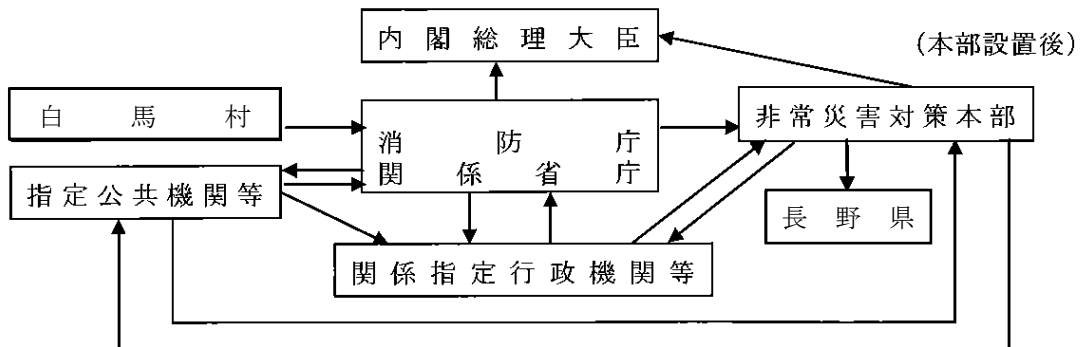 内閣総理大臣
(本部設置後)
白馬村
消防庁
関係省庁
非常災害対策本部
指定公共機関等
長野県
関係指定行政機関等